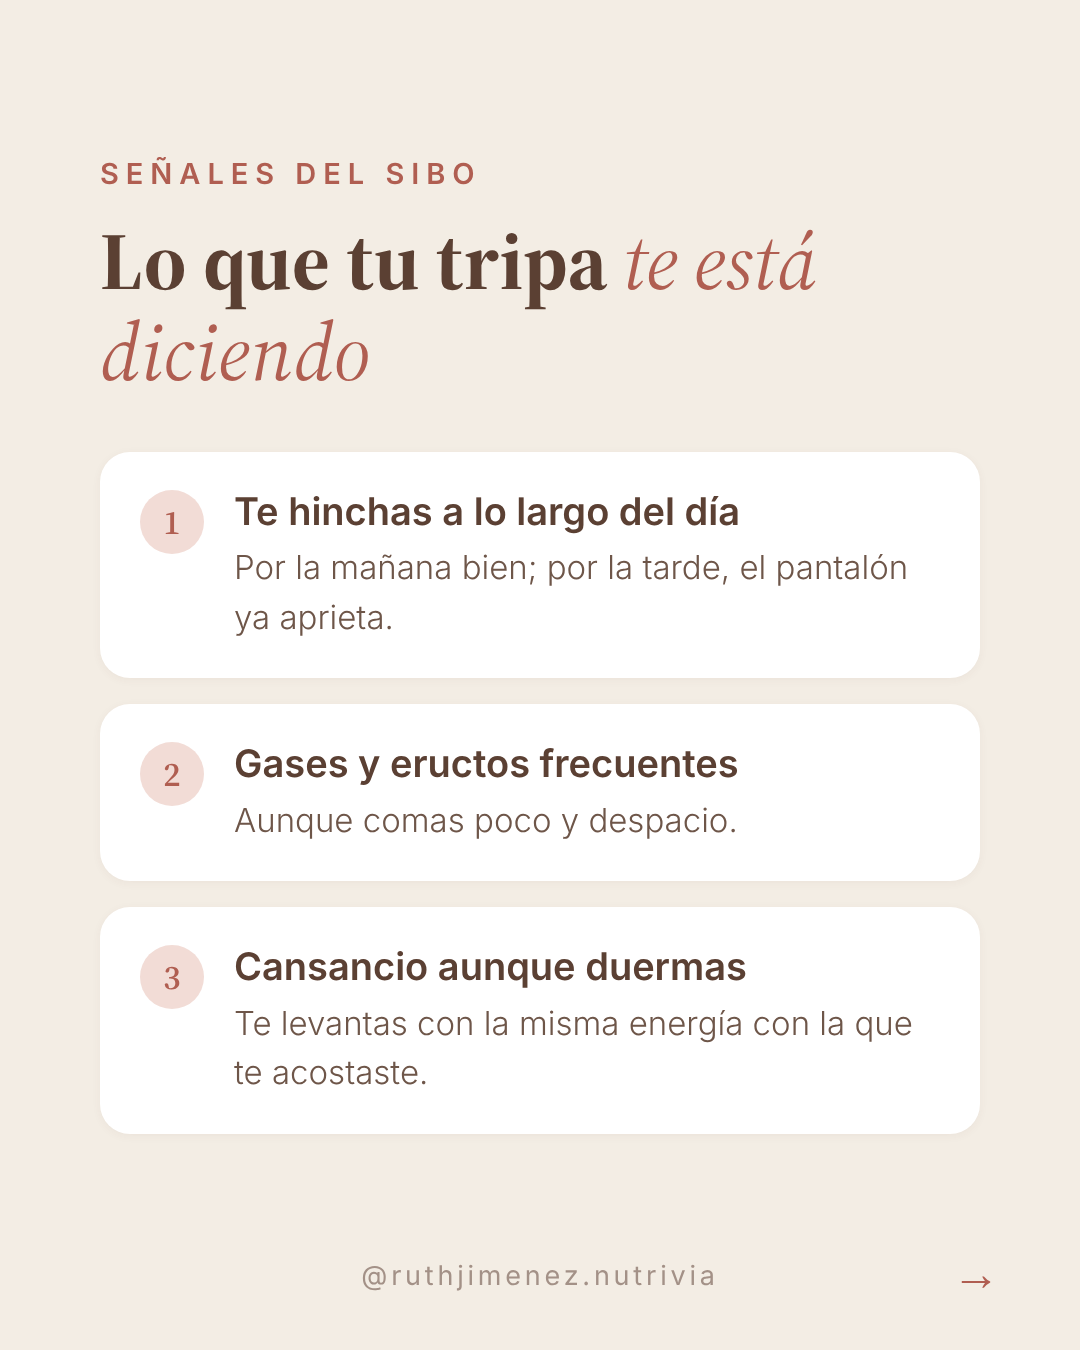 SEÑALES DEL SIBO
Lo que tu tripa te está
diciendo
1
Te hinchas a lo largo del día
Por la mañana bien; por la tarde, el pantalón
ya aprieta.
2
Gases y eructos frecuentes
Aunque comas poco y despacio.
3
Cansancio aunque duermas
Te levantas con la misma energía con la que
te acostaste.
@ruthjimenez.nutrivia
→